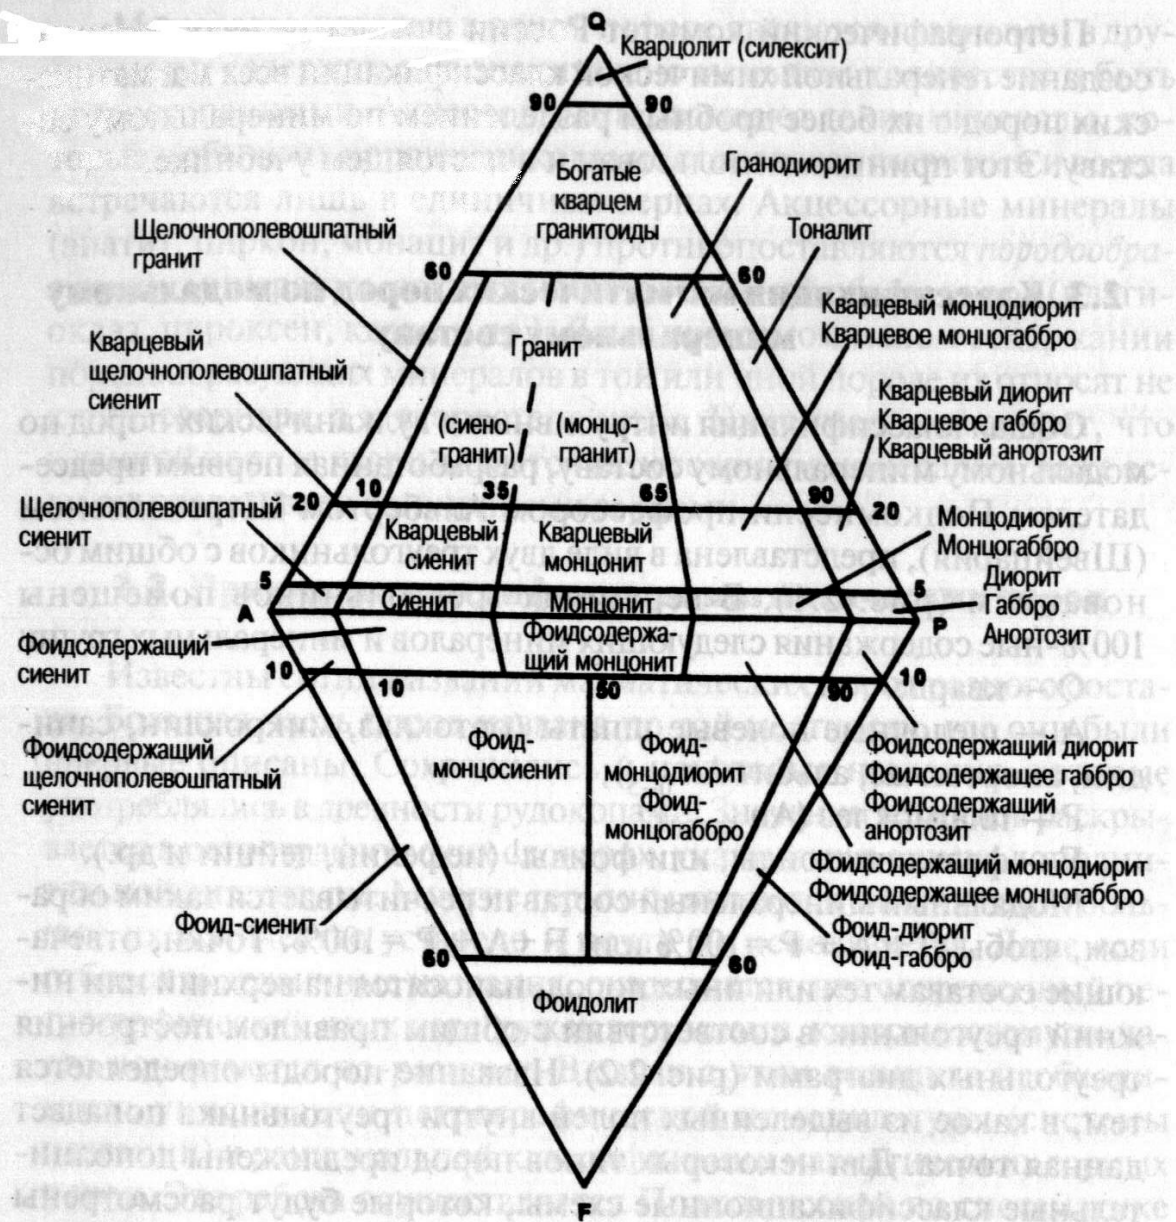 Q
Кварцолит (силексит)
90 90
Гранодиорит
Богатые
кварцем
гранитоиды
Щелочнополевошпатный
гранит
Тоналит
60 60
Кварцевый монцодиорит
Кварцевое монцогаббро
Кварцевый
щелочнополевошпатный
сиенит
Гранит
(сиено-
гранит)
(монцо-
гранит)
Кварцевый диорит
Кварцевое габбро
Кварцевый анортозит
20 10 35 65 90 20
Щелочнополевошпатный
сиенит
Кварцевый
сиенит
Кварцевый
монцонит
Монцодиорит
Монцогаббро
5 5
Диорит
Габбро
Анортозит
A Сиенит Монцонит P
Фоидсодержащий
сиенит
Фоидсодержа-
щий монцонит
10 10 50 90 10
Фоидсодержащий
щелочнополевошпатный
сиенит
Фоид-
монцосиенит
Фоид-
монцодиорит
Фоид-
монцогаббро
Фоидсодержащий диорит
Фоидсодержащее габбро
Фоидсодержащий
анортозит
Фоидсодержащий монцодиорит
Фоидсодержащее монцогаббро
Фоид-сиенит
Фоид-диорит
Фоид-габбро
60 60
Фоидолит
F